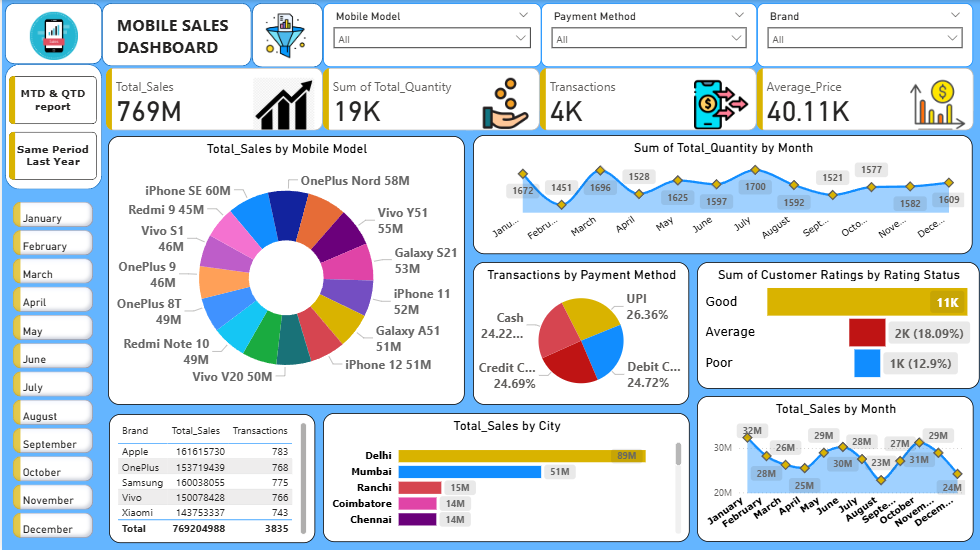 MOBILE SALES
DASHBOARD
Mobile Model
All
Payment Method
All
Brand
All
MTD & QTD
report
Same Period
Last Year
January
February
March
April
May
June
July
August
September
October
November
December
Total_Sales
769M
Sum of Total_Quantity
19K
Transactions
4K
Average_Price
40.11K
Total_Sales by Mobile Model
OnePlus Nord 58M
Vivo Y51
55M
Galaxy S21
53M
iPhone 11
52M
Galaxy A51
51M
iPhone 12 51M
Vivo V20 50M
Redmi Note 10
49M
OnePlus 8T
49M
OnePlus 9
46M
Vivo S1
46M
Redmi 9 45M
iPhone SE 60M
Sum of Total_Quantity by Month
1672
1451
1696
1528
1625
1597
1700
1592
1521
1577
1582
1609
Janu...
Febru...
March
April
May
June
July
August
Sept...
Octo...
Nove...
Dece...
Transactions by Payment Method
UPI
26.36%
Debit C...
24.72%
Credit C...
24.69%
Cash
24.22...
Sum of Customer Ratings by Rating Status
Good
11K
Average
2K (18.09%)
Poor
1K (12.9%)
Brand Total_Sales Transactions
Apple 161615730 783
OnePlus 153719439 768
Samsung 160038055 775
Vivo 150078428 766
Xiaomi 143753337 743
Total 769204988 3835
Total_Sales by City
Delhi 89M
Mumbai 51M
Ranchi 15M
Coimbatore 14M
Chennai 14M
Total_Sales by Month
30M
20M
32M
28M
26M
25M
29M
30M
28M
23M
27M
31M
29M
24M
January
February
March
April
May
June
July
August
Septe...
October
Novem...
Decem...